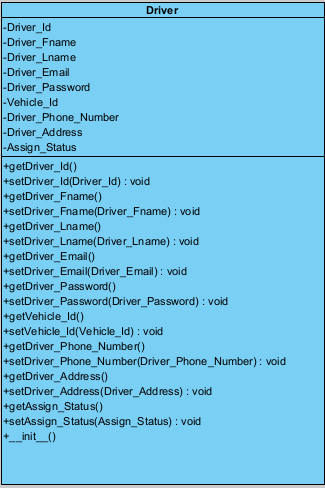 Driver
-Driver_Id
-Driver_Fname
-Driver_Lname
-Driver_Email
-Driver_Password
-Vehicle_Id
-Driver_Phone_Number
-Driver_Address
-Assign_Status
+getDriver_Id()
+setDriver_Id(Driver_Id) : void
+getDriver_Fname()
+setDriver_Fname(Driver_Fname) : void
+getDriver_Lname()
+setDriver_Lname(Driver_Lname) : void
+getDriver_Email()
+setDriver_Email(Driver_Email) : void
+getDriver_Password()
+setDriver_Password(Driver_Password) : void
+getVehicle_Id()
+setVehicle_Id(Vehicle_Id) : void
+getDriver_Phone_Number()
+setDriver_Phone_Number(Driver_Phone_Number) : void
+getDriver_Address()
+setDriver_Address(Driver_Address) : void
+getAssign_Status()
+setAssign_Status(Assign_Status) : void
+__init__()